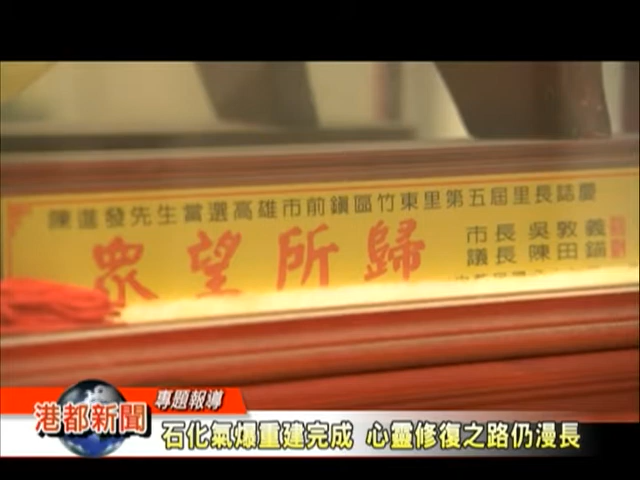 陳進發先生當選高雄市前鎮區竹東里第五屆里長誌慶
眾望所歸
市長 吳敦義
議長 陳田錨
專題報導
港都新聞
石化氣爆重建完成 心靈修復之路仍漫長